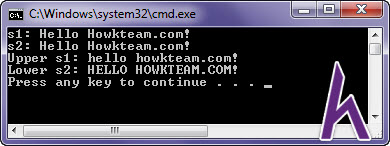 C:\Windows\system32\cmd.exe
s1: Hello Howkteam.com!
s2: Hello Howkteam.com!
Upper s1: hello howkteam.com!
Lower s2: HELLO HOWKTEAM.COM!
Press any key to continue . . . _